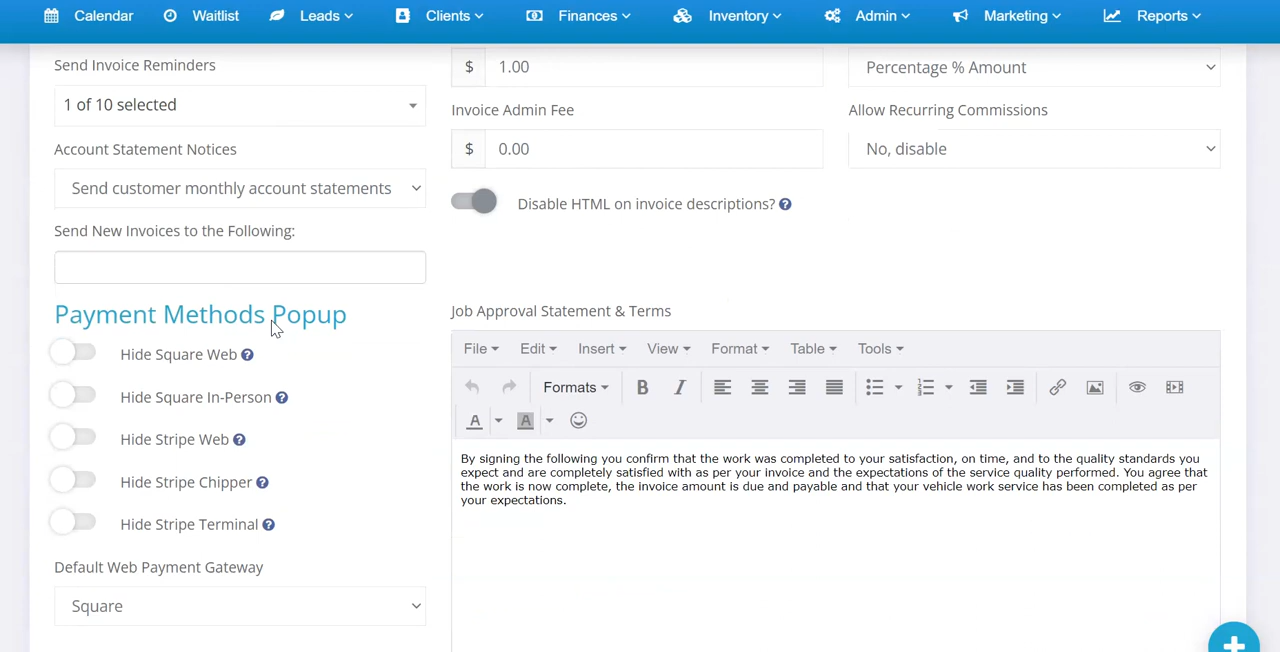 Calendar Waitlist Leads Clients Finances Inventory Admin Marketing Reports
Send Invoice Reminders
1 of 10 selected
Account Statement Notices
Send customer monthly account statements
Send New Invoices to the Following:
$ 1.00
Invoice Admin Fee
$ 0.00
Disable HTML on invoice descriptions? ?
Percentage % Amount
Allow Recurring Commissions
No, disable
Payment Methods Popup
Hide Square Web ?
Hide Square In-Person ?
Hide Stripe Web ?
Hide Stripe Chipper ?
Hide Stripe Terminal ?
Default Web Payment Gateway
Square
Job Approval Statement & Terms
File Edit Insert View Format Table Tools
Formats B I
A A
By signing the following you confirm that the work was completed to your satisfaction, on time, and to the quality standards you
expect and are completely satisfied with as per your invoice and the expectations of the service quality performed. You agree that
the work is now complete, the invoice amount is due and payable and that your vehicle work service has been completed as per
your expectations.